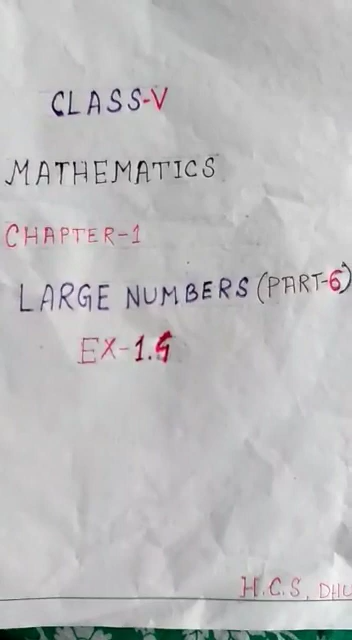 CLASS-V
MATHEMATICS
CHAPTER-1
LARGE NUMBERS (PART-6)
EX-1.5
H.C.S, DHU